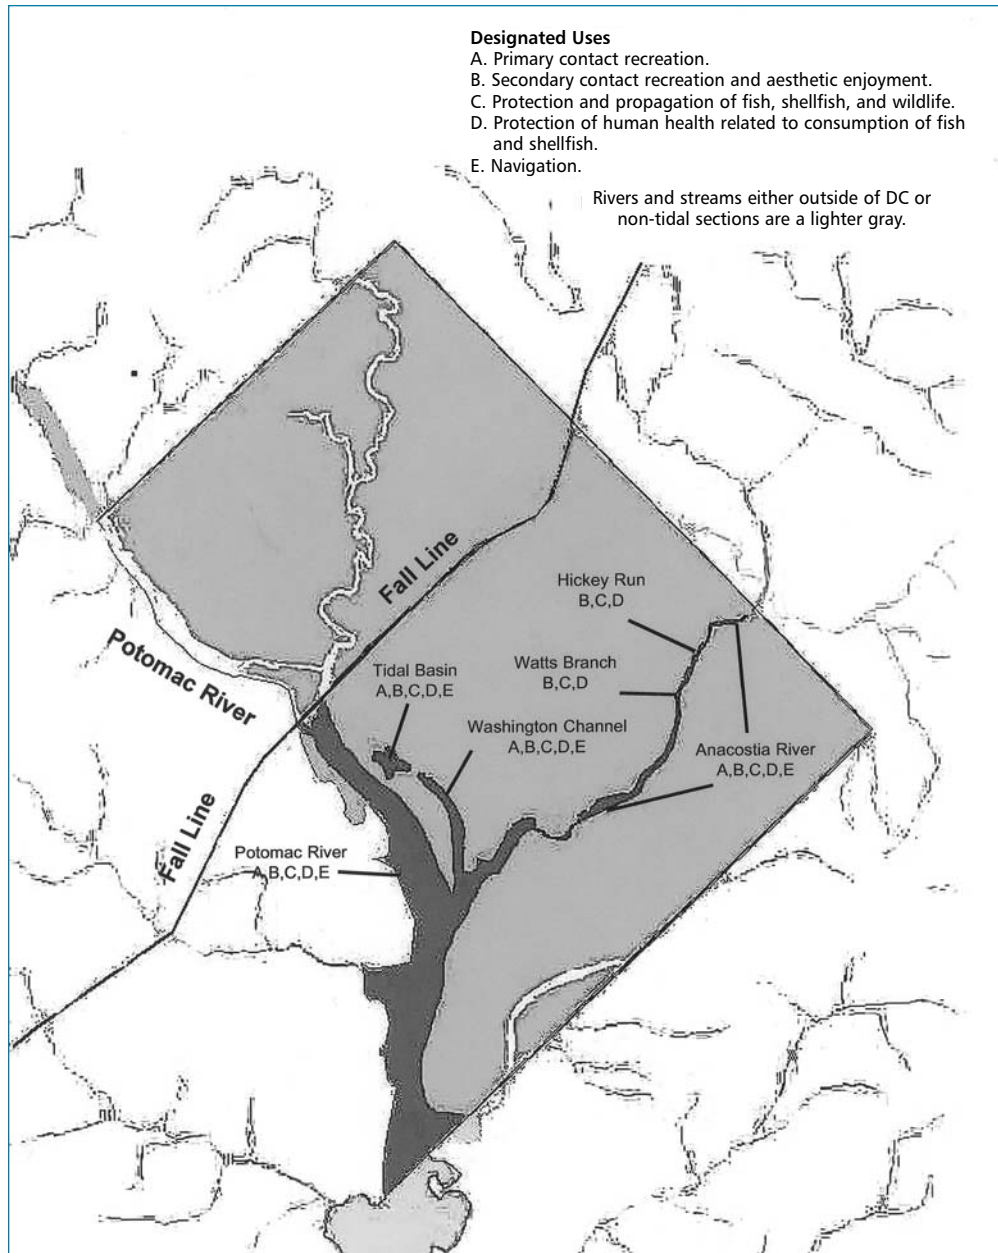 Designated Uses
A. Primary contact recreation.
B. Secondary contact recreation and aesthetic enjoyment.
C. Protection and propagation of fish, shellfish, and wildlife.
D. Protection of human health related to consumption of fish
and shellfish.
E. Navigation.
Rivers and streams either outside of DC or
non-tidal sections are a lighter gray.
Fall Line
Hickey Run
B,C,D
Potomac River
Tidal Basin
A,B,C,D,E
Watts Branch
B,C,D
Washington Channel
A,B,C,D,E
Anacostia River
A,B,C,D,E
Fall Line
Potomac River
A,B,C,D,E